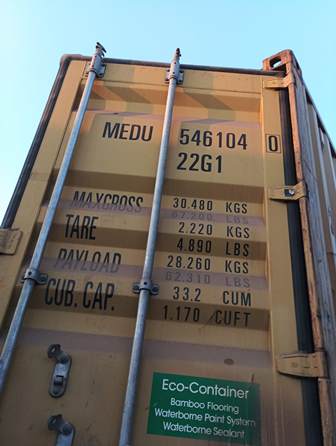 MEDU 546104 0
22G1
MAXGROSS 30.480 KGS
67.200 LBS
TARE 2.220 KGS
4.890 LBS
PAYLOAD 28.260 KGS
62.310 LBS
CUB. CAP. 33.2 CUM
1.170 CUFT
Eco-Container
Bamboo Flooring
Waterborne Paint System
Waterborne Sealant